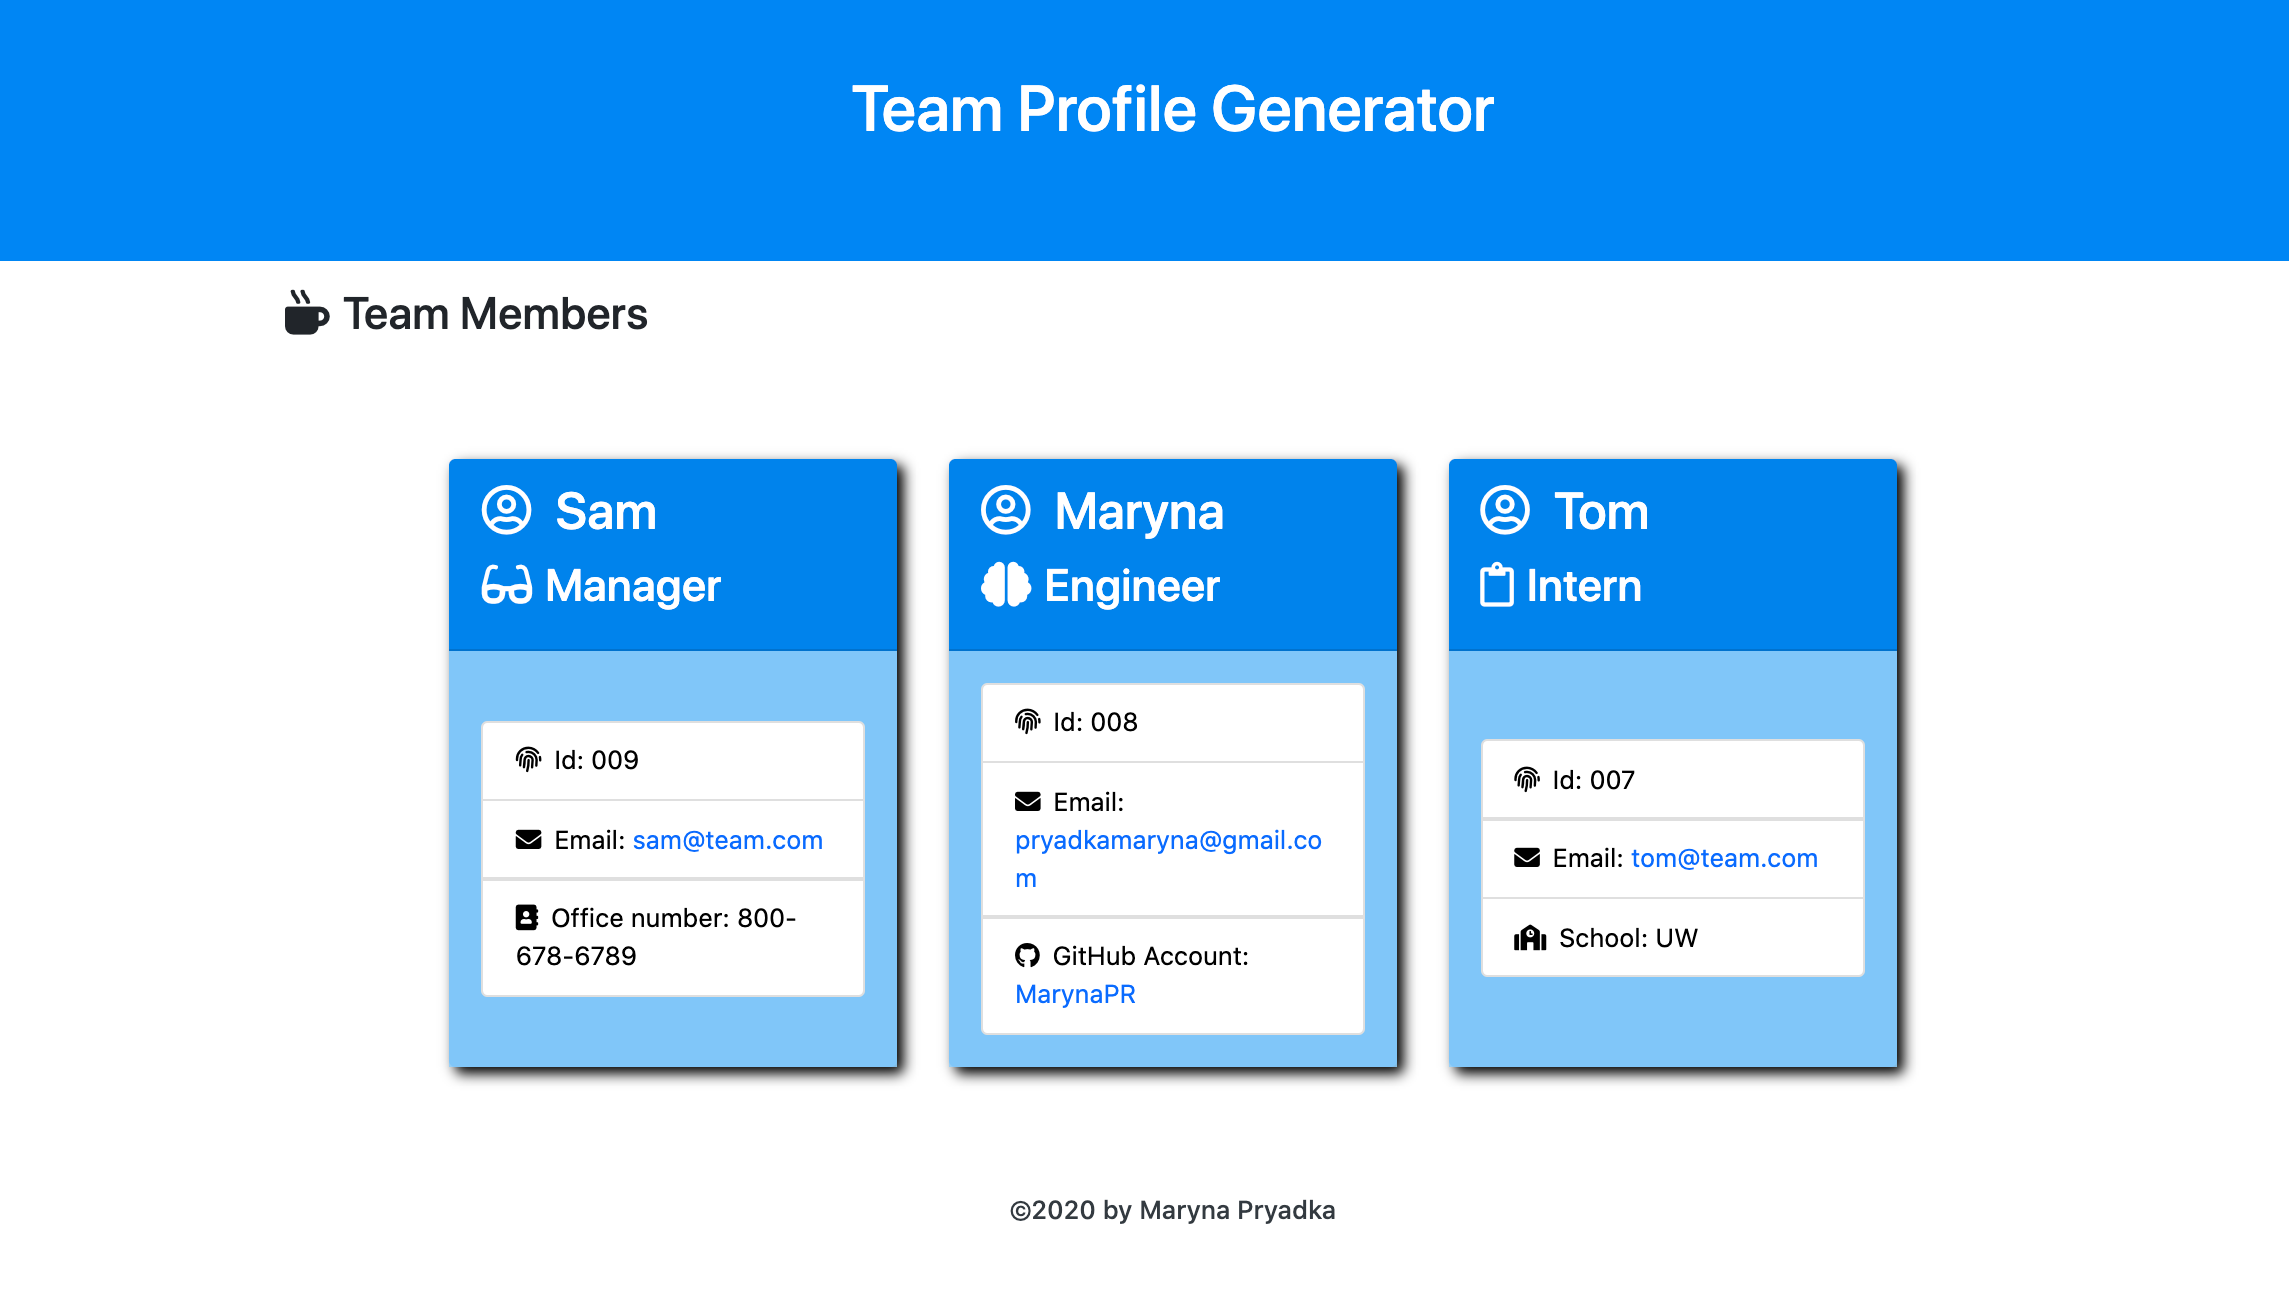 Team Profile Generator
Team Members
Sam
Manager
Id: 009
Email: sam@team.com
Office number: 800-
678-6789
Maryna
Engineer
Id: 008
Email:
pryadkamaryna@gmail.co
m
GitHub Account:
MarynaPR
Tom
Intern
Id: 007
Email: tom@team.com
School: UW
©2020 by Maryna Pryadka